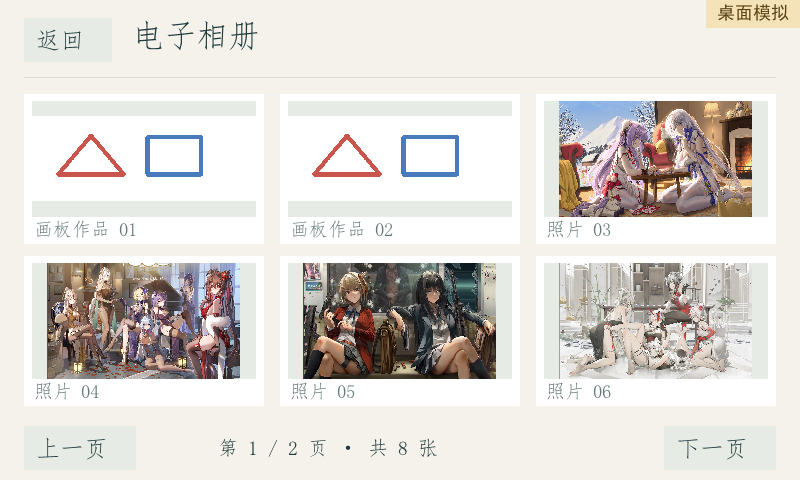 桌面模拟
返回
电子相册
画板作品 01
画板作品 02
照片 03
照片 04
照片 05
照片 06
上一页
第 1 / 2 页 • 共 8 张
下一页